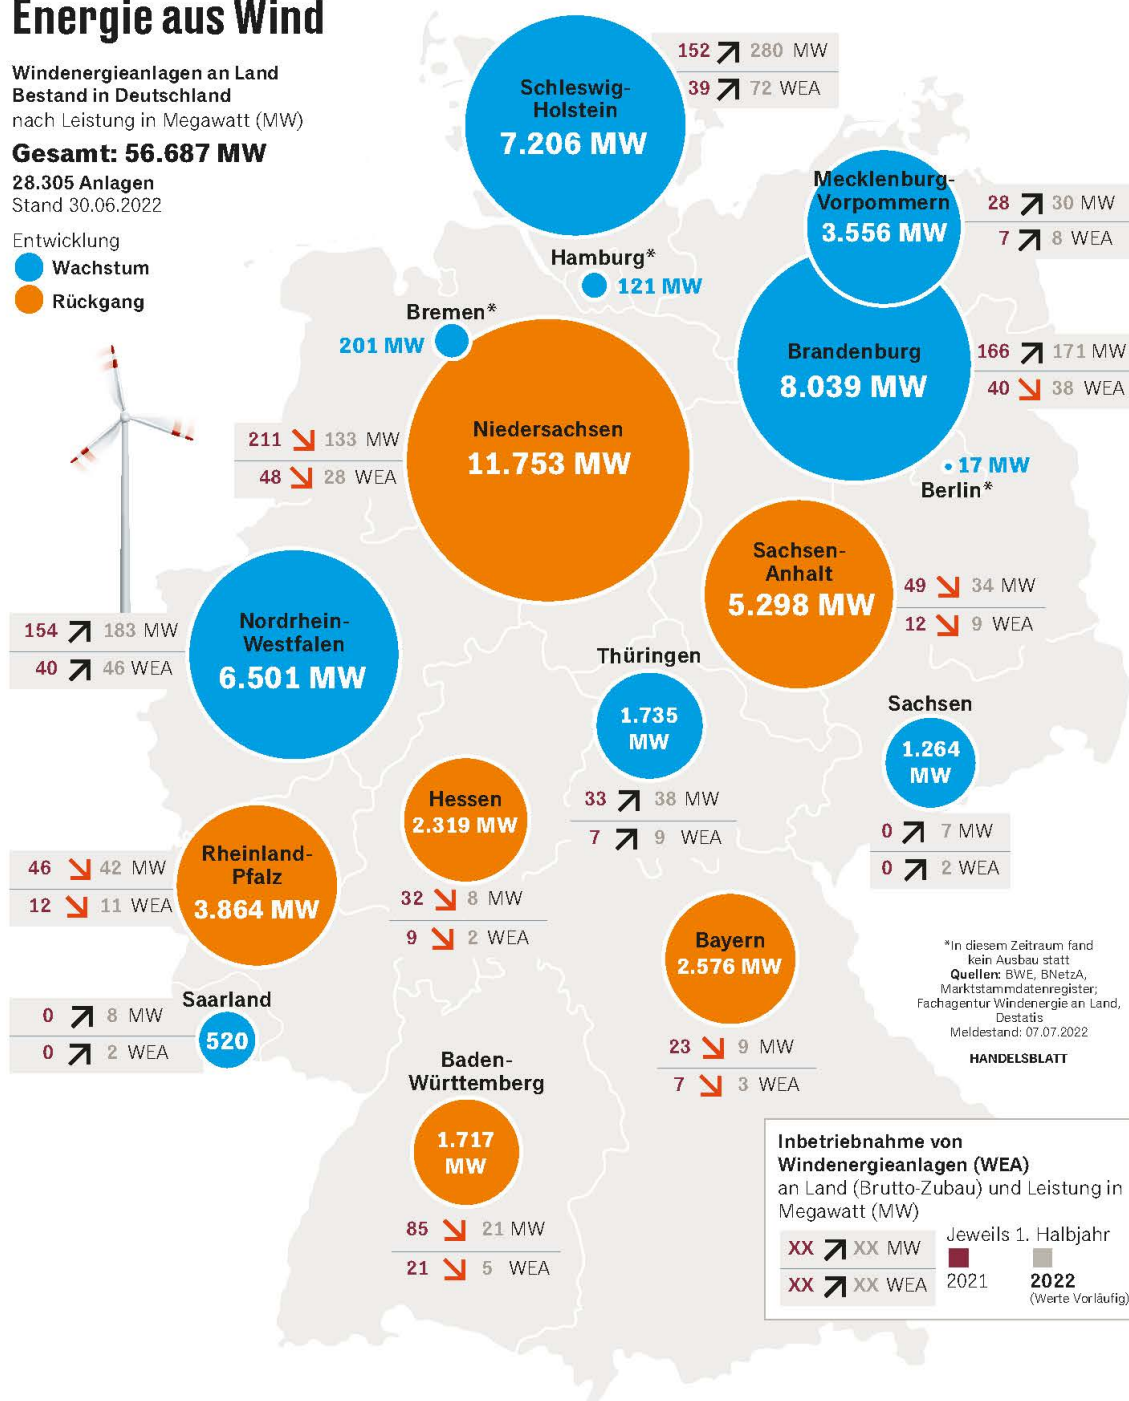 Energie aus Wind
Windenergieanlagen an Land
Bestand in Deutschland
nach Leistung in Megawatt (MW)
Gesamt: 56.687 MW
28.305 Anlagen
Stand 30.06.2022
Entwicklung
Wachstum
Rückgang
Schleswig-
Holstein
7.206 MW
152 280 MW
39 72 WEA
Mecklenburg-
Vorpommern
3.556 MW
28 30 MW
7 8 WEA
Hamburg*
121 MW
Bremen*
201 MW
Brandenburg
8.039 MW
166 171 MW
40 38 WEA
Niedersachsen
11.753 MW
211 133 MW
48 28 WEA
17 MW
Berlin*
Sachsen-
Anhalt
5.298 MW
49 34 MW
12 9 WEA
Nordrhein-
Westfalen
6.501 MW
154 183 MW
40 46 WEA
Thüringen
1.735
MW
33 38 MW
7 9 WEA
Sachsen
1.264
MW
0 7 MW
0 2 WEA
Hessen
2.319 MW
32 8 MW
9 2 WEA
Rheinland-
Pfalz
3.864 MW
46 42 MW
12 11 WEA
Bayern
2.576 MW
23 9 MW
7 3 WEA
Saarland
520
0 8 MW
0 2 WEA
Baden-
Württemberg
1.717
MW
85 21 MW
21 5 WEA
*In diesem Zeitraum fand
kein Ausbau statt
Quellen: BWE, BNetzA,
Marktstammdatenregister;
Fachagentur Windenergie an Land,
Destatis
Meldestand: 07.07.2022
HANDELSBLATT
Inbetriebnahme von
Windenergieanlagen (WEA)
an Land (Brutto-Zubau) und Leistung in
Megawatt (MW)
XX XX MW
XX XX WEA
Jeweils 1. Halbjahr
2021
2022
(Werte Vorläufig)